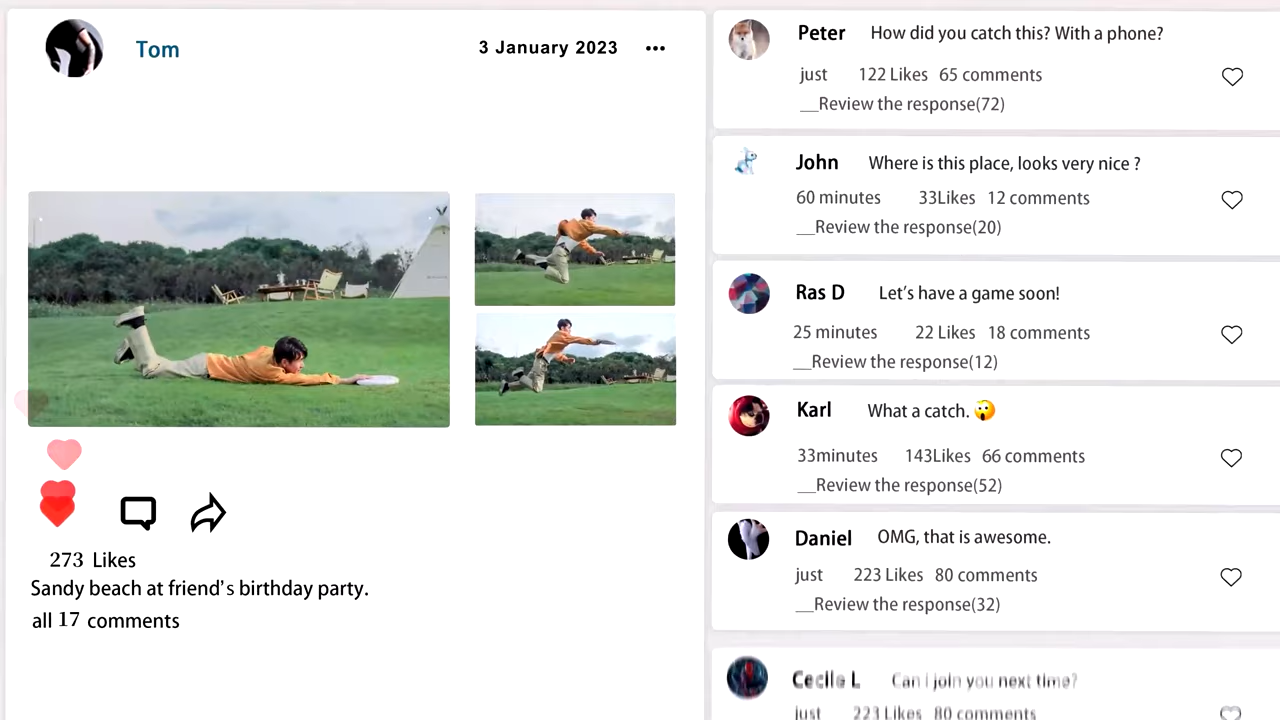 Tom
3 January 2023
273 Likes
Sandy beach at friend's birthday party.
all 17 comments
Peter How did you catch this? With a phone?
just 122 Likes 65 comments
__Review the response(72)
John Where is this place, looks very nice ?
60 minutes 33Likes 12 comments
__Review the response(20)
Ras D Let's have a game soon!
25 minutes 22 Likes 18 comments
__Review the response(12)
Karl What a catch. 😲
33minutes 143Likes 66 comments
__Review the response(52)
Daniel OMG, that is awesome.
just 223 Likes 80 comments
__Review the response(32)
Cecile L Can i join you next time?
just 223 Likes 80 comments